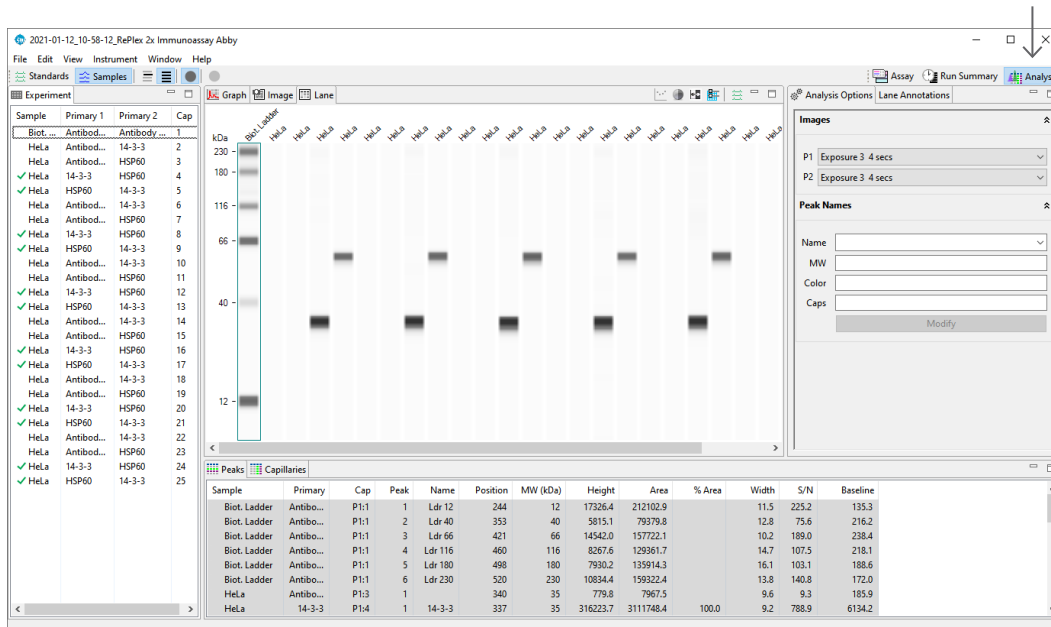 2021-01-12_10-58-12_RePlex 2x Immunoassay Abby
File Edit View Instrument Window Help
Standards Samples
Assay Run Summary Analys
Experiment
Sample Primary 1 Primary 2 Cap
Biot. ... Antibod... Antibody ... 1
HeLa Antibod... 14-3-3 2
HeLa Antibod... HSP60 3
HeLa 14-3-3 HSP60 4
HeLa HSP60 14-3-3 5
HeLa Antibod... 14-3-3 6
HeLa Antibod... HSP60 7
HeLa 14-3-3 HSP60 8
HeLa HSP60 14-3-3 9
HeLa Antibod... 14-3-3 10
HeLa Antibod... HSP60 11
HeLa 14-3-3 HSP60 12
HeLa HSP60 14-3-3 13
HeLa Antibod... 14-3-3 14
HeLa Antibod... HSP60 15
HeLa 14-3-3 HSP60 16
HeLa HSP60 14-3-3 17
HeLa Antibod... 14-3-3 18
HeLa Antibod... HSP60 19
HeLa 14-3-3 HSP60 20
HeLa HSP60 14-3-3 21
HeLa Antibod... 14-3-3 22
HeLa Antibod... HSP60 23
HeLa 14-3-3 HSP60 24
HeLa HSP60 14-3-3 25
Graph Image Lane
kDa Biot. Ladder HeLa HeLa HeLa HeLa HeLa HeLa HeLa HeLa HeLa HeLa HeLa HeLa HeLa HeLa HeLa HeLa HeLa HeLa HeLa HeLa HeLa HeLa
230
180
116
66
40
12
Analysis Options Lane Annotations
Images
P1 Exposure 3 4 secs
P2 Exposure 3 4 secs
Peak Names
Name
MW
Color
Caps
Modify
Peaks Capillaries
Sample Primary Cap Peak Name Position MW (kDa) Height Area % Area Width S/N Baseline
Biot. Ladder Antibo... P1:1 1 Ldr 12 244 12 17326.4 212102.9 11.5 225.2 135.3
Biot. Ladder Antibo... P1:1 2 Ldr 40 353 40 5815.1 79379.8 12.8 75.6 216.2
Biot. Ladder Antibo... P1:1 3 Ldr 66 421 66 14542.0 157722.1 10.2 189.0 238.4
Biot. Ladder Antibo... P1:1 4 Ldr 116 460 116 8267.6 129361.7 14.7 107.5 218.1
Biot. Ladder Antibo... P1:1 5 Ldr 180 498 180 7930.2 135914.3 16.1 103.1 188.6
Biot. Ladder Antibo... P1:1 6 Ldr 230 520 230 10834.4 159322.4 13.8 140.8 172.0
HeLa Antibo... P1:3 1 340 35 779.8 7967.5 9.6 9.3 185.9
HeLa 14-3-3 P1:4 1 14-3-3 337 35 316223.7 3111748.4 100.0 9.2 788.9 6134.2